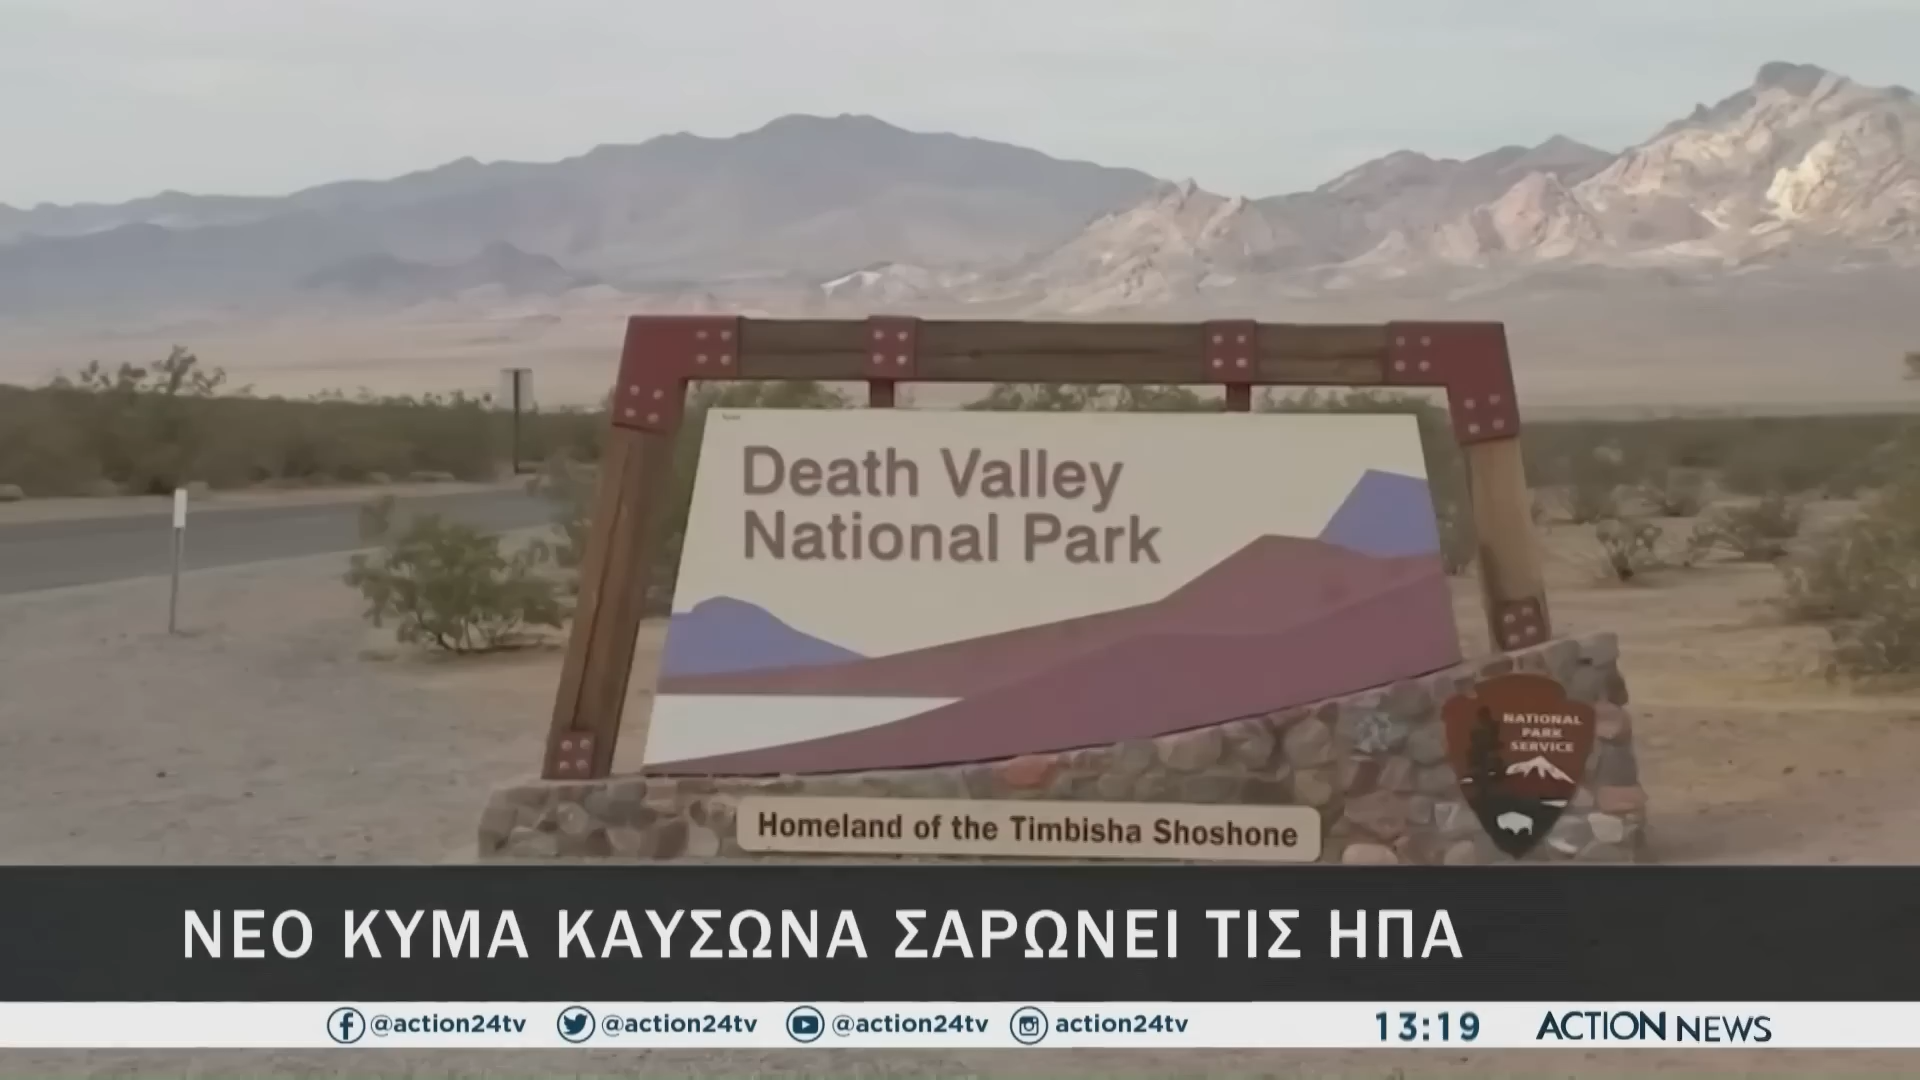 Death Valley
National Park
NATIONAL
PARK
SERVICE
Homeland of the Timbisha Shoshone
ΝΕΟ ΚΥΜΑ ΚΑΥΣΩΝΑ ΣΑΡΩΝΕΙ ΤΙΣ ΗΠΑ
@action24tv @action24tv @action24tv action24tv 13:19 ACTION NEWS